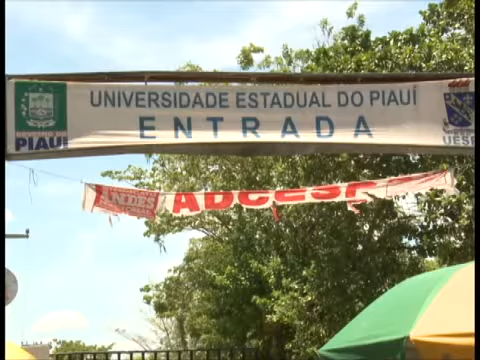 UNIVERSIDADE ESTADUAL DO PIAUÍ
ENTRADA
PIAUÍ
UESPI
ANDES
ADCESP